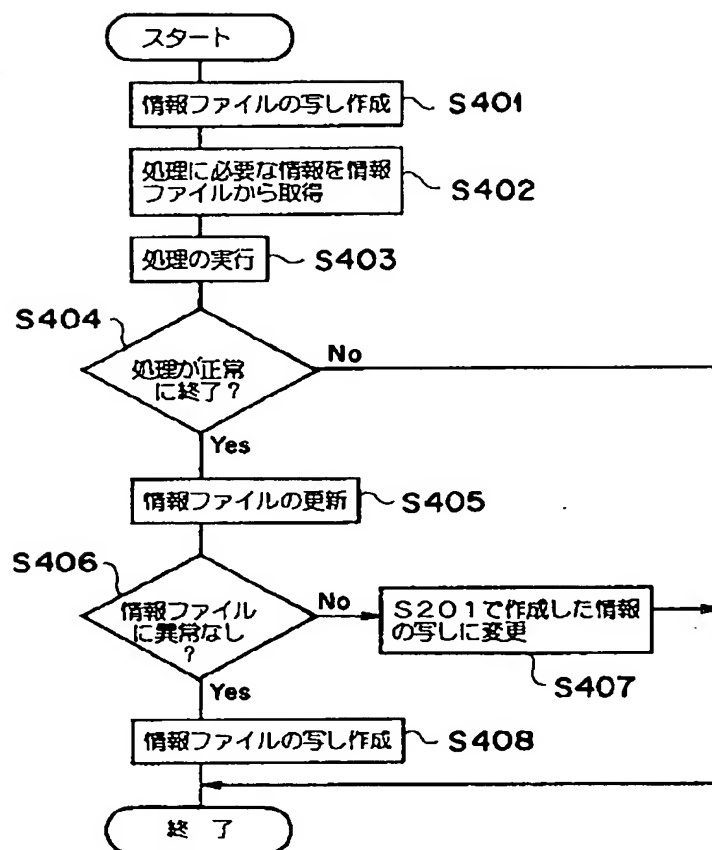 スタート
情報ファイルの写し作成
S401
処理に必要な情報を情報
ファイルから取得
S402
処理の実行
S403
S404
処理が正常
に終了?
No
Yes
情報ファイルの更新
S405
S406
情報ファイル
に異常なし
?
No
S201で作成した情報
の写しに変更
S407
Yes
情報ファイルの写し作成
S408
終 了